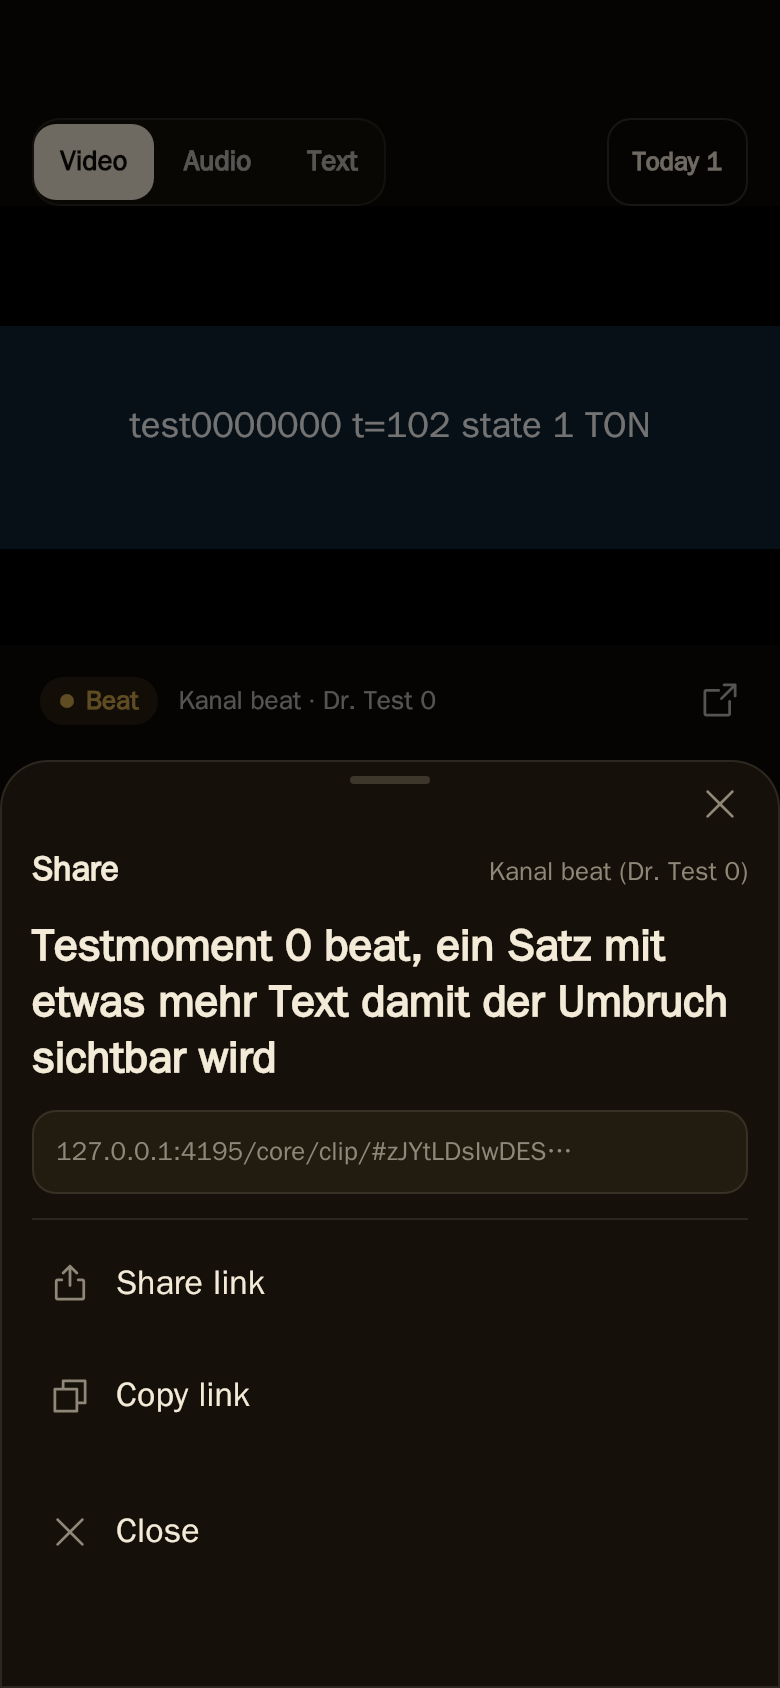 Video Audio Text Today 1
test0000000 t=102 state 1 TON
Beat Kanal beat · Dr. Test 0
Share Kanal beat (Dr. Test 0)
Testmoment 0 beat, ein Satz mit
etwas mehr Text damit der Umbruch
sichtbar wird
127.0.0.1:4195/core/clip/#zJYtLDsIwDES···
Share link
Copy link
Close